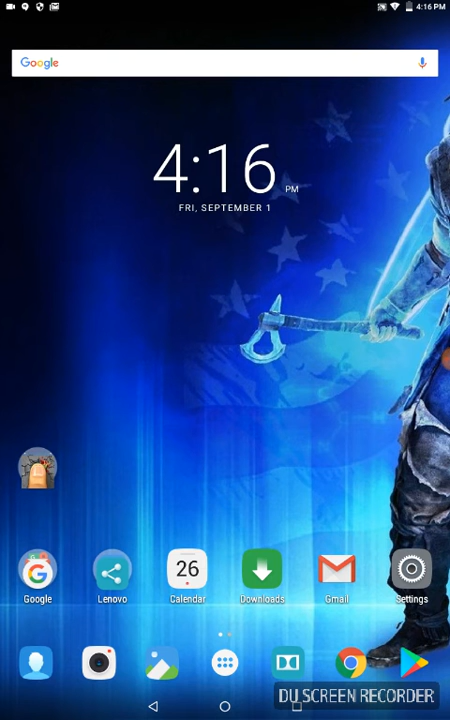 4:16 PM
Google
4:16 PM
FRI, SEPTEMBER 1
26
Google Lenovo Calendar Downloads Gmail Settings
DU SCREEN RECORDER